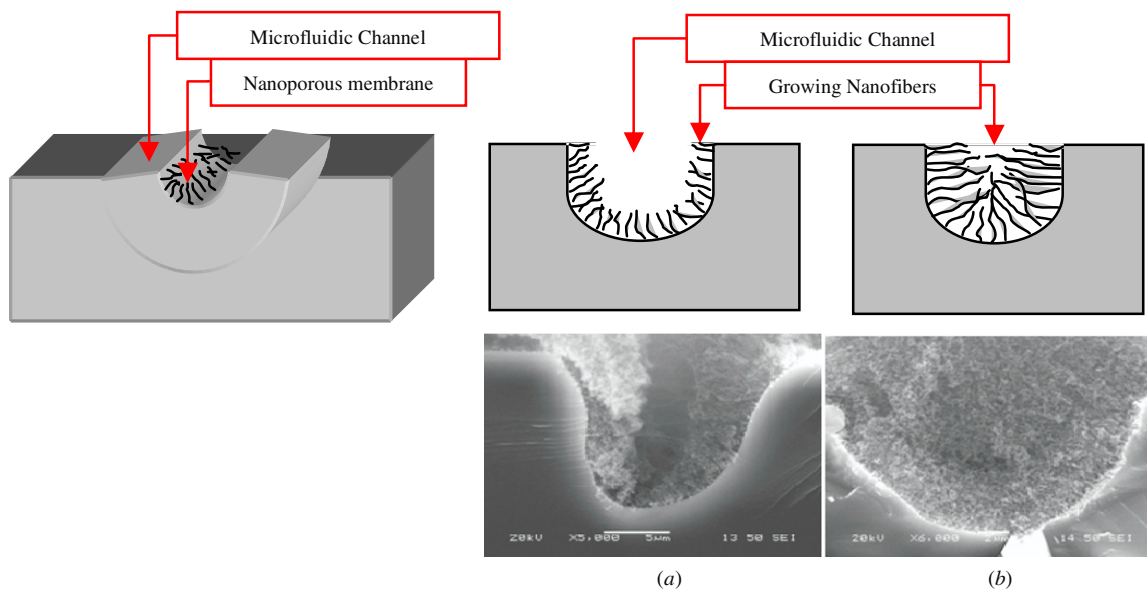 Microfluidic Channel
Nanoporous membrane
Microfluidic Channel
Growing Nanofibers
20kV X5,000 5μm 13 50 SEI
20kV X6,000 2μm 14 50 SEI
(a)
(b)